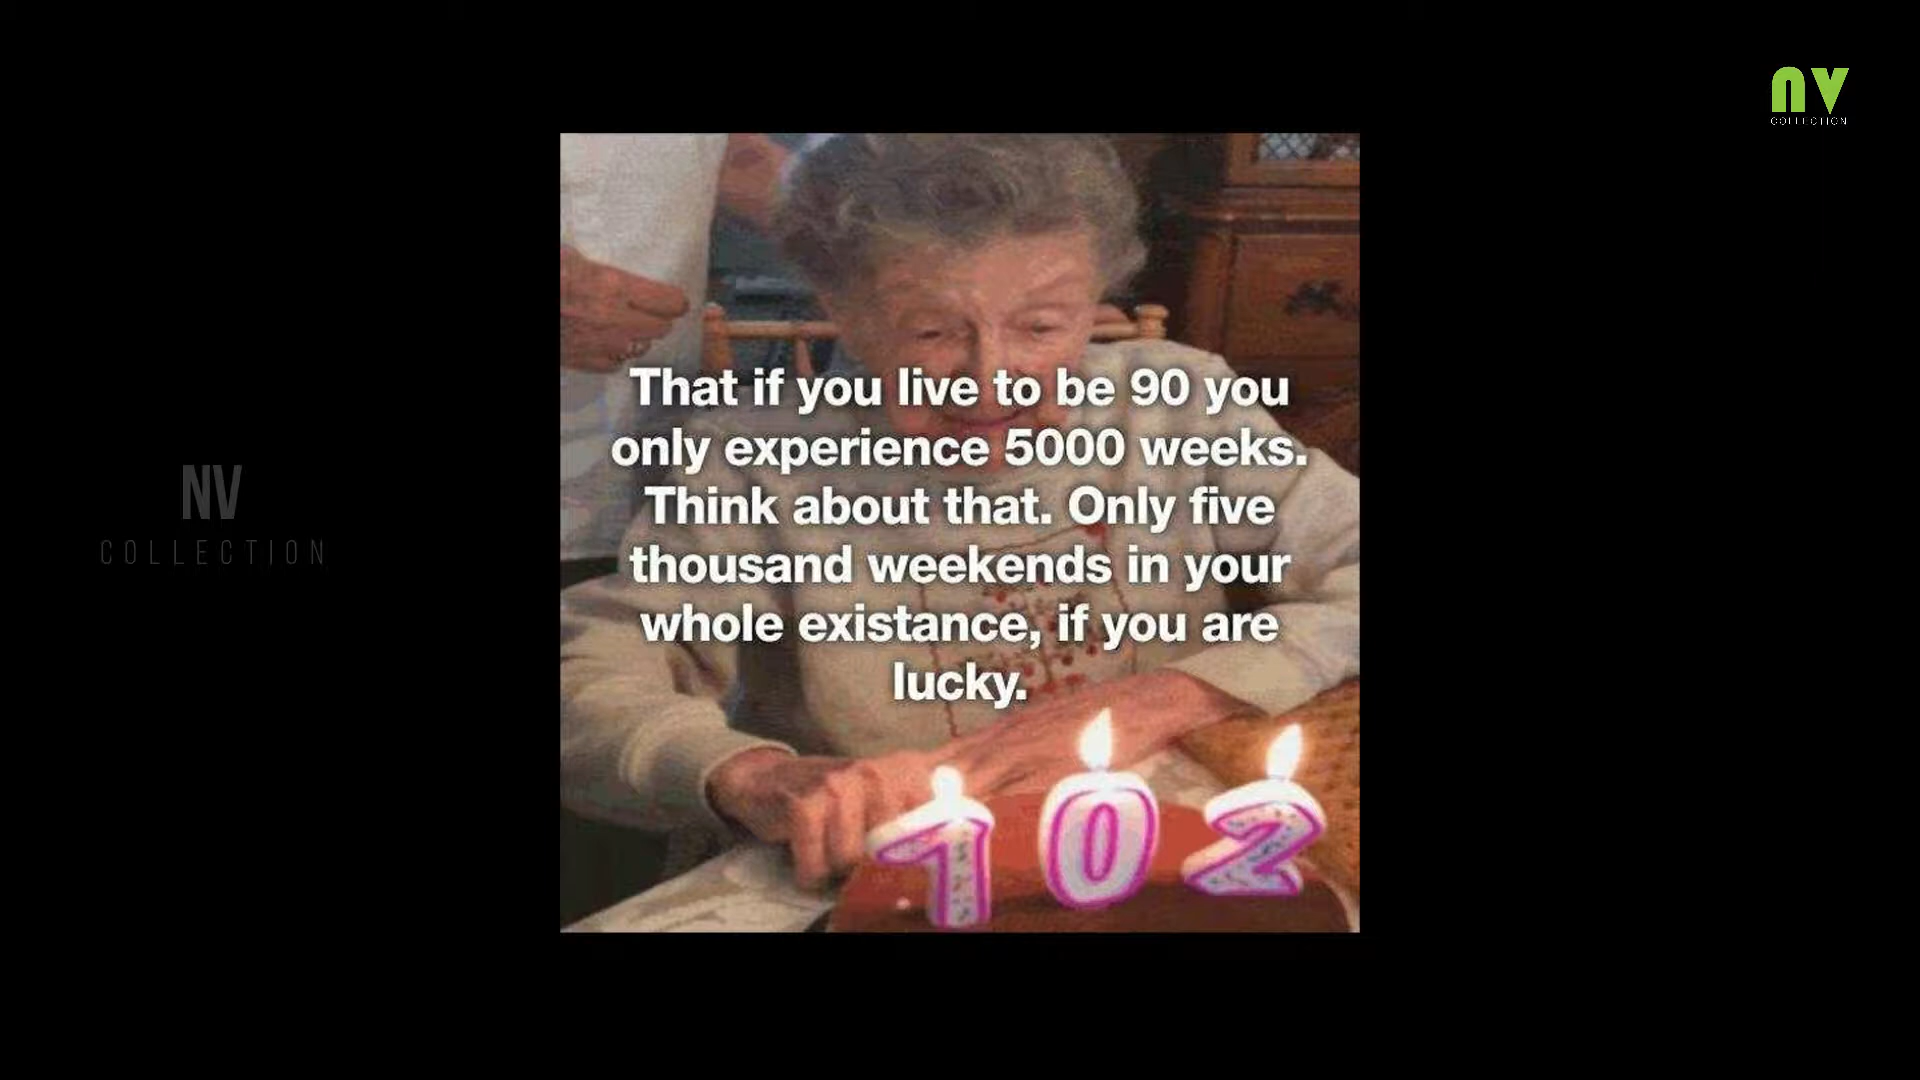 nv
COLLECTION
That if you live to be 90 you
only experience 5000 weeks.
Think about that. Only five
thousand weekends in your
whole existance, if you are
lucky.
NV
COLLECTION
102